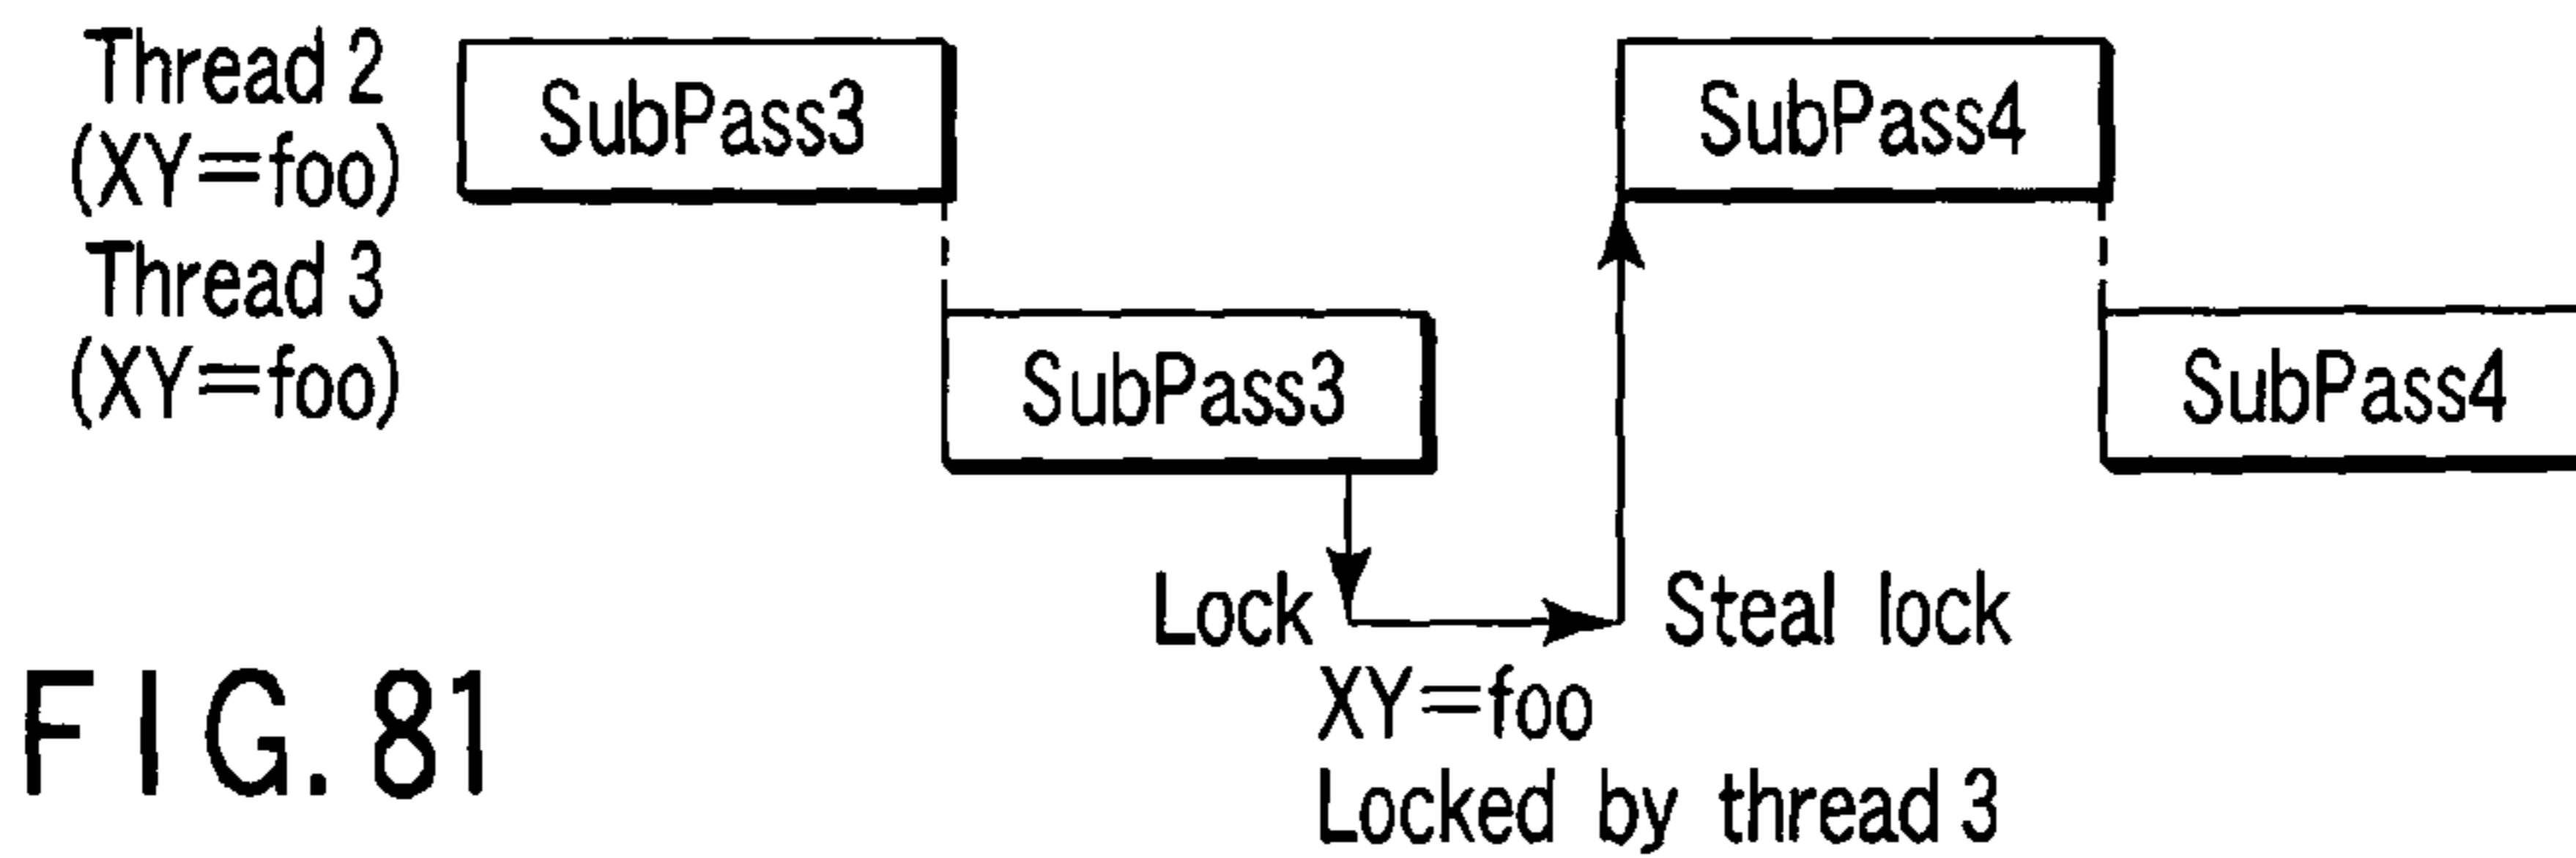 Thread 2
(XY=foo)
SubPass3
SubPass4
Thread 3
(XY=foo)
SubPass3
SubPass4
Lock
Steal lock
XY=foo
Locked by thread 3
FIG. 81